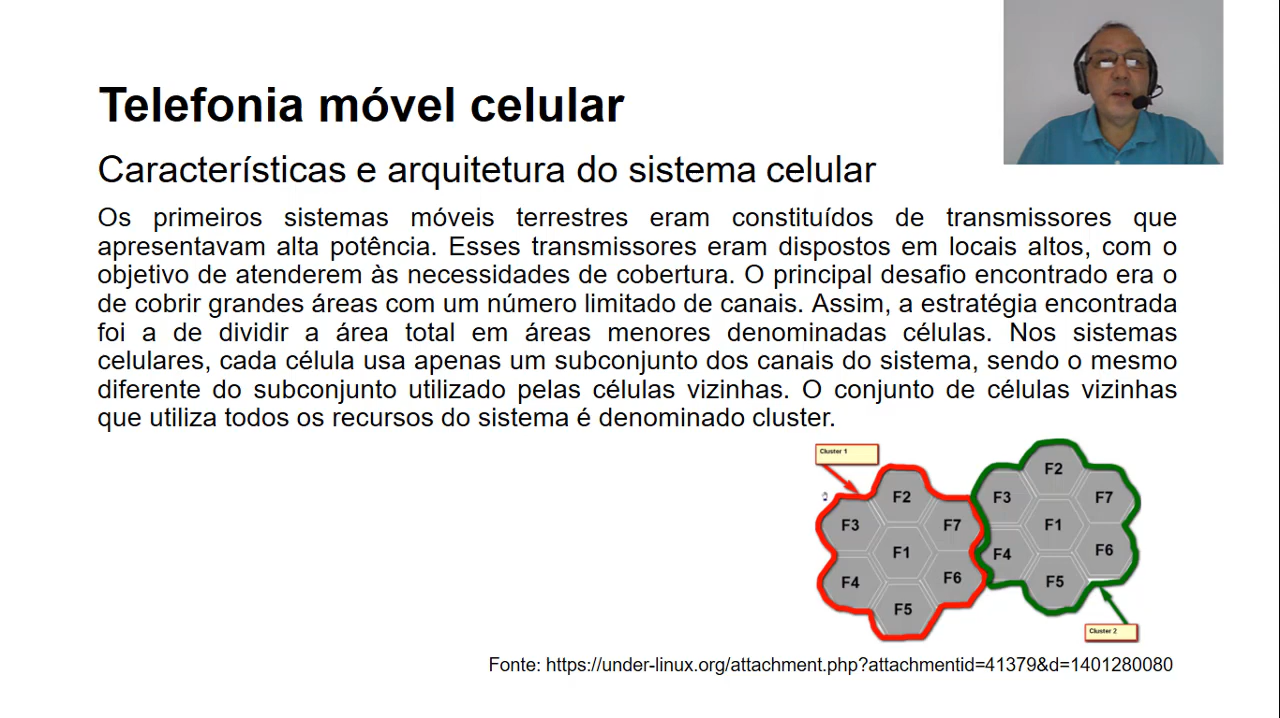 Telefonia móvel celular
Características e arquitetura do sistema celular
Os primeiros sistemas móveis terrestres eram constituídos de transmissores que
apresentavam alta potência. Esses transmissores eram dispostos em locais altos, com o
objetivo de atenderem às necessidades de cobertura. O principal desafio encontrado era o
de cobrir grandes áreas com um número limitado de canais. Assim, a estratégia encontrada
foi a de dividir a área total em áreas menores denominadas células. Nos sistemas
celulares, cada célula usa apenas um subconjunto dos canais do sistema, sendo o mesmo
diferente do subconjunto utilizado pelas células vizinhas. O conjunto de células vizinhas
que utiliza todos os recursos do sistema é denominado cluster.
Cluster 1
F2
F3
F7
F1
F4
F6
F5
F2
F3
F7
F1
F4
F6
F5
Cluster 2
Fonte: https://under-linux.org/attachment.php?attachmentid=41379&d=1401280080